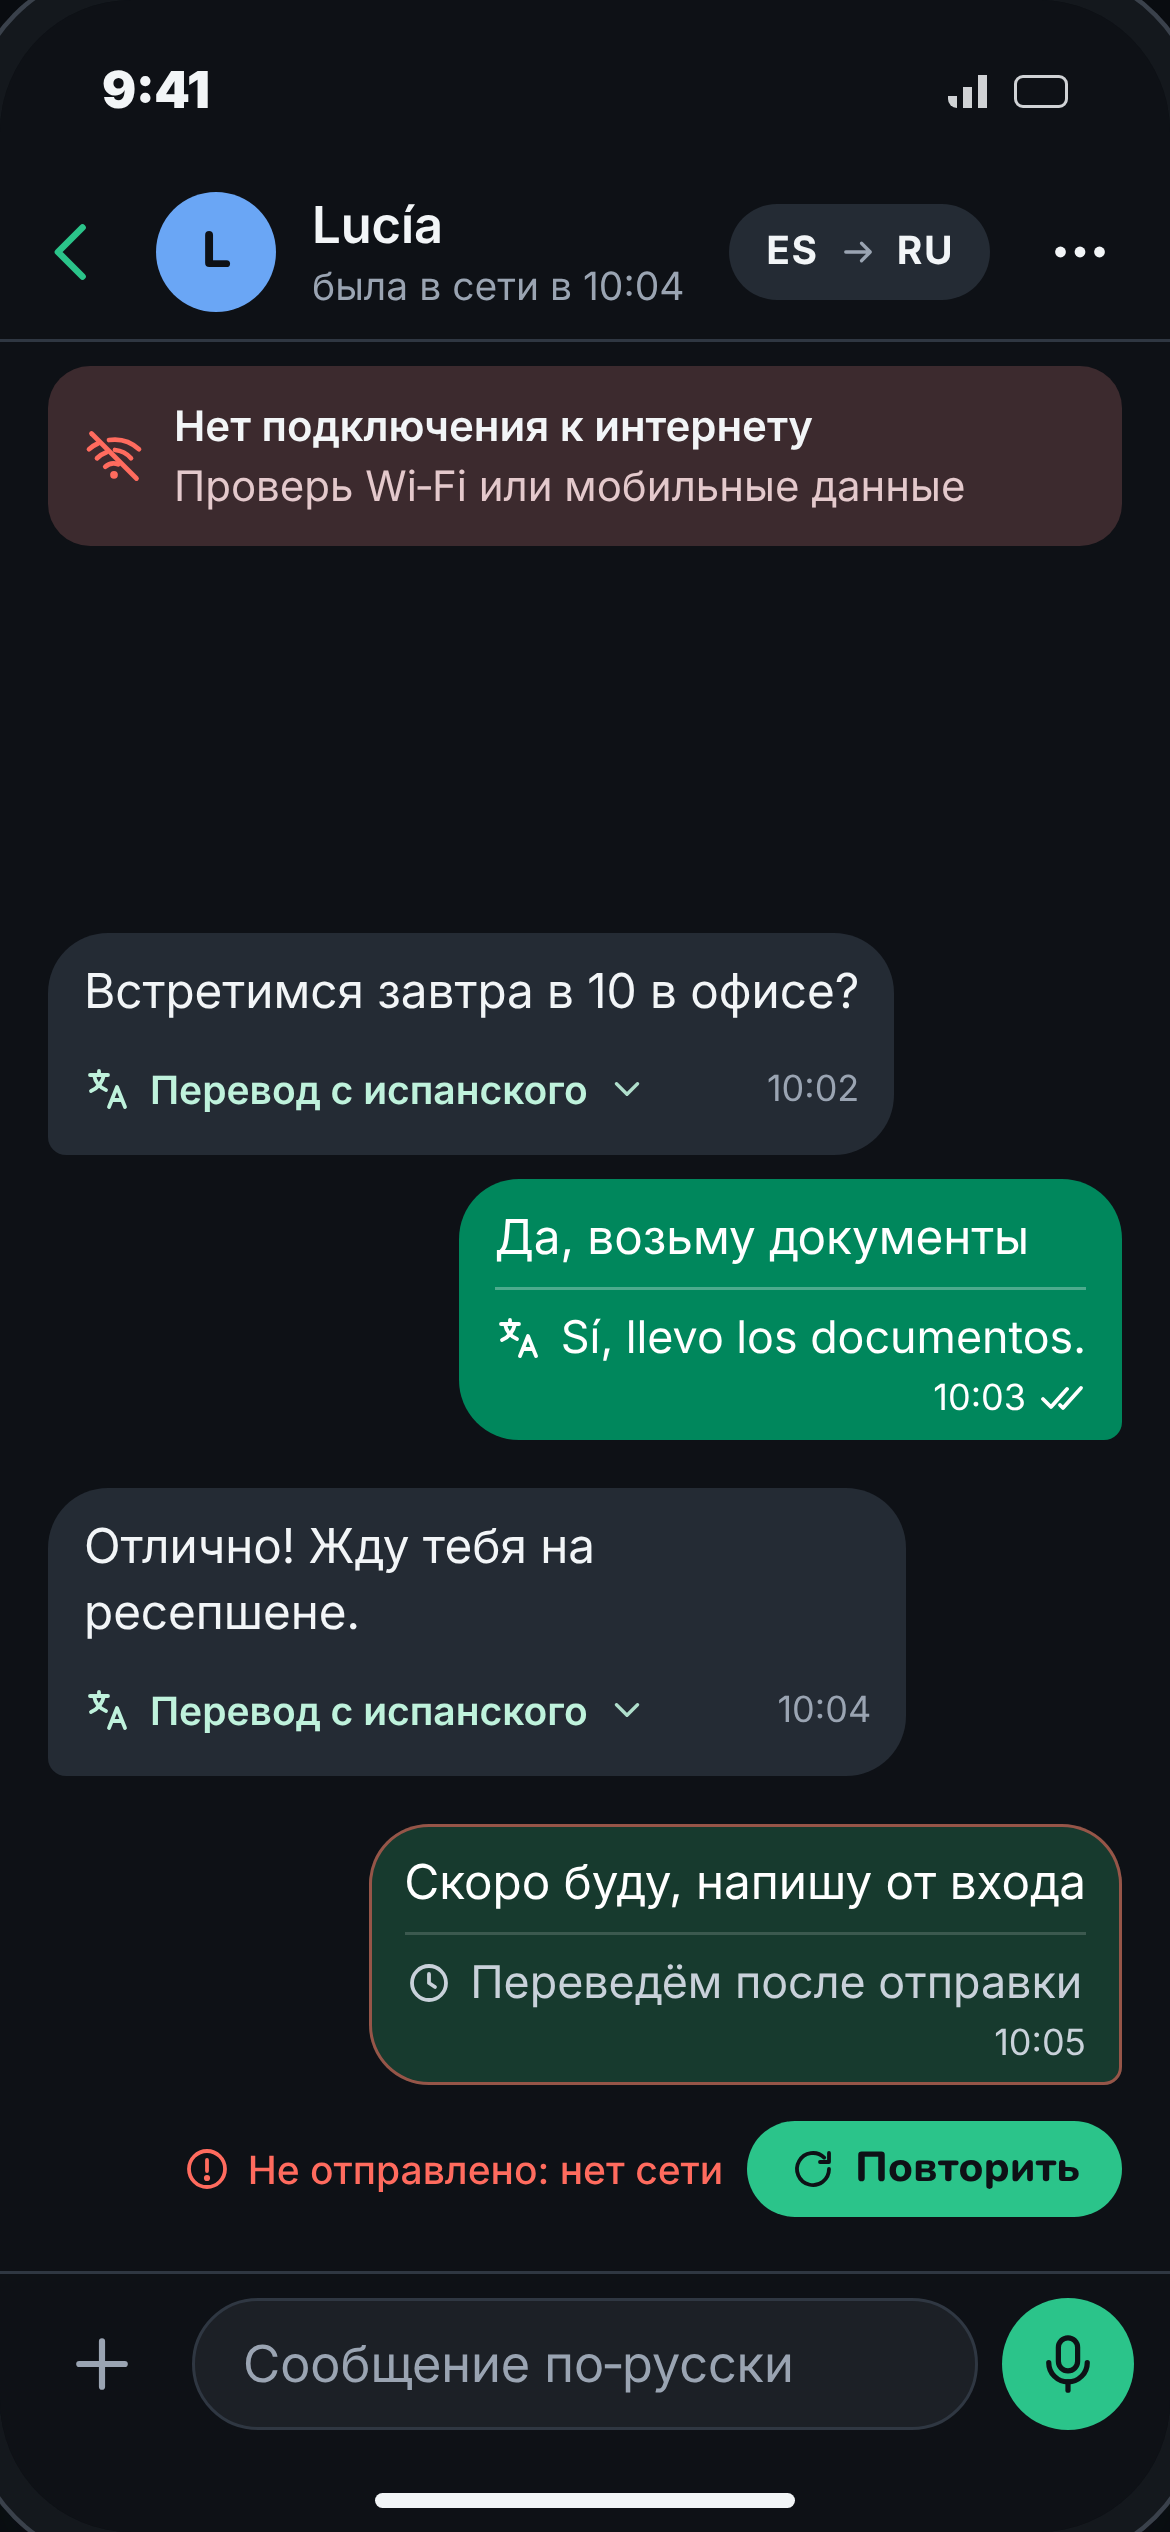 9:41
L
Lucía
была в сети в 10:04
ES → RU
Нет подключения к интернету
Проверь Wi-Fi или мобильные данные
Встретимся завтра в 10 в офисе?
Перевод с испанского
10:02
Да, возьму документы
Sí, llevo los documentos.
10:03
Отлично! Жду тебя на
ресепшене.
Перевод с испанского
10:04
Скоро буду, напишу от входа
Переведём после отправки
10:05
Не отправлено: нет сети
Повторить
Сообщение по-русски